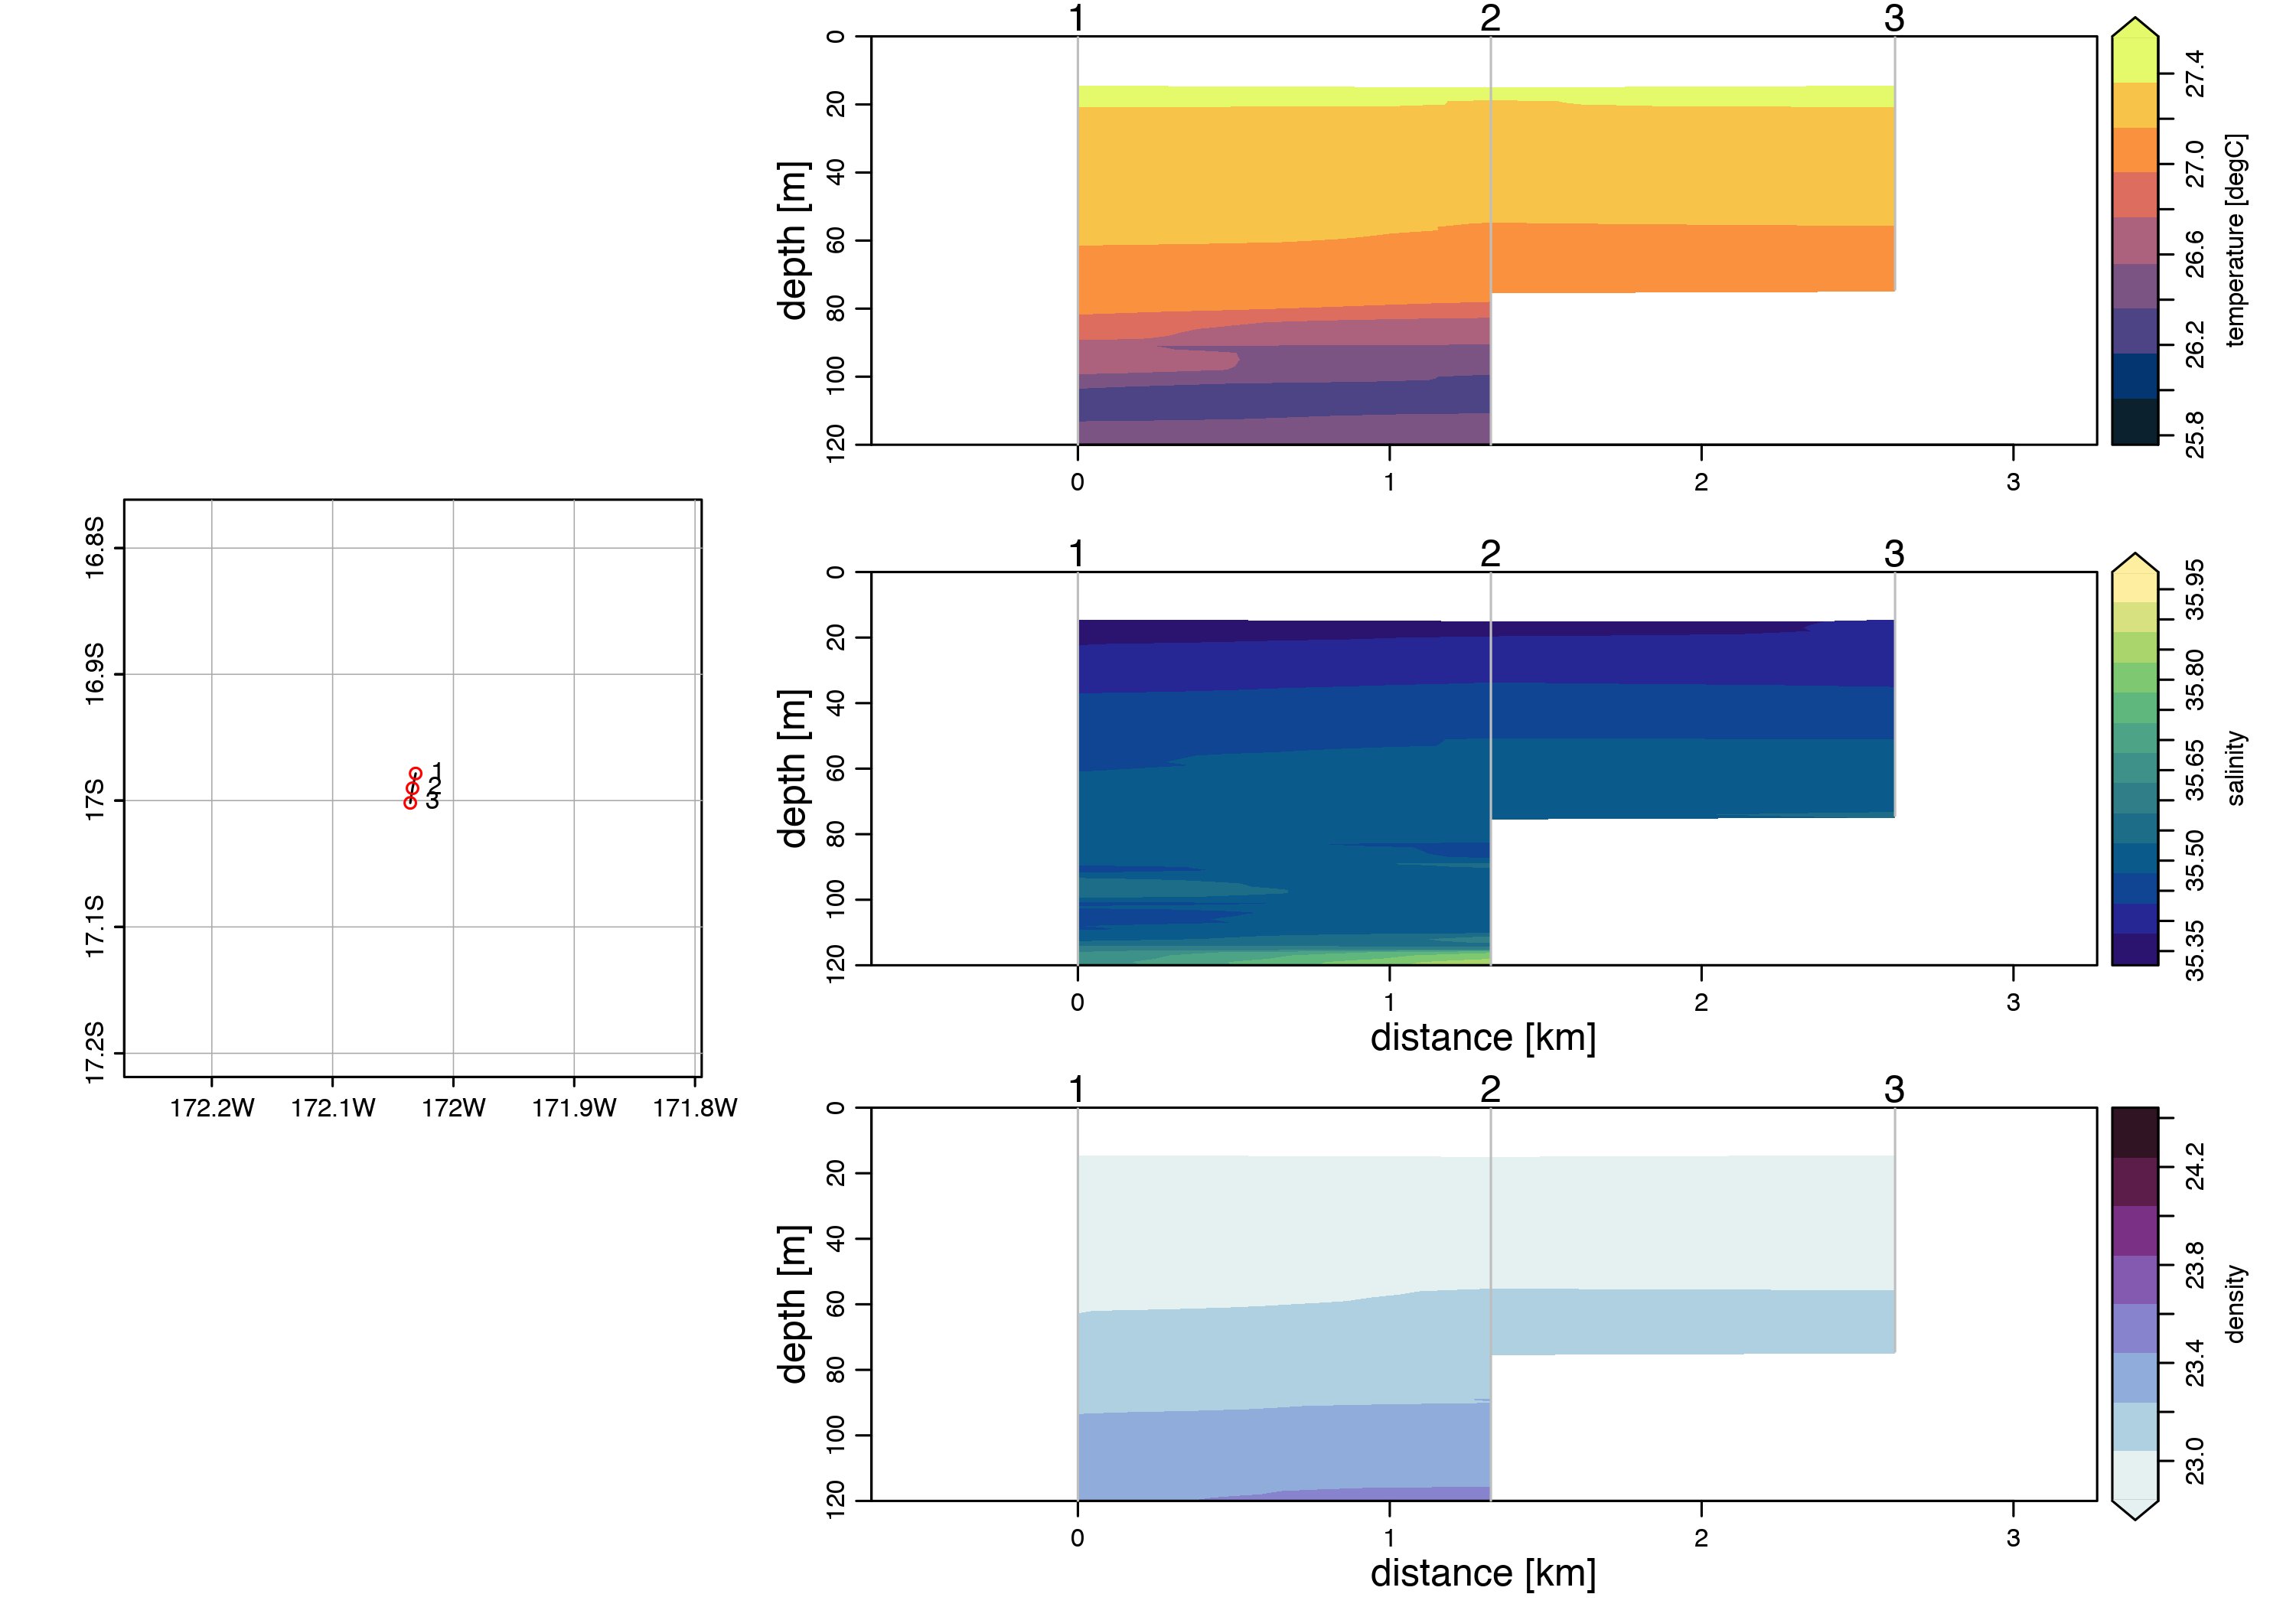 1 2 3
0
20
40
60
80
100
120
depth [m]
0 1 2 3
27.4
27.0
26.6
26.2
25.8
temperature [degC]
16.8S
16.9S
17S
17.1S
17.2S
172.2W 172.1W 172W 171.9W 171.8W
1
2
3
1 2 3
0
20
40
60
80
100
120
depth [m]
0 1 2 3
distance [km]
35.95
35.80
35.65
35.50
35.35
salinity
1 2 3
0
20
40
60
80
100
120
depth [m]
0 1 2 3
distance [km]
24.2
23.8
23.4
23.0
density